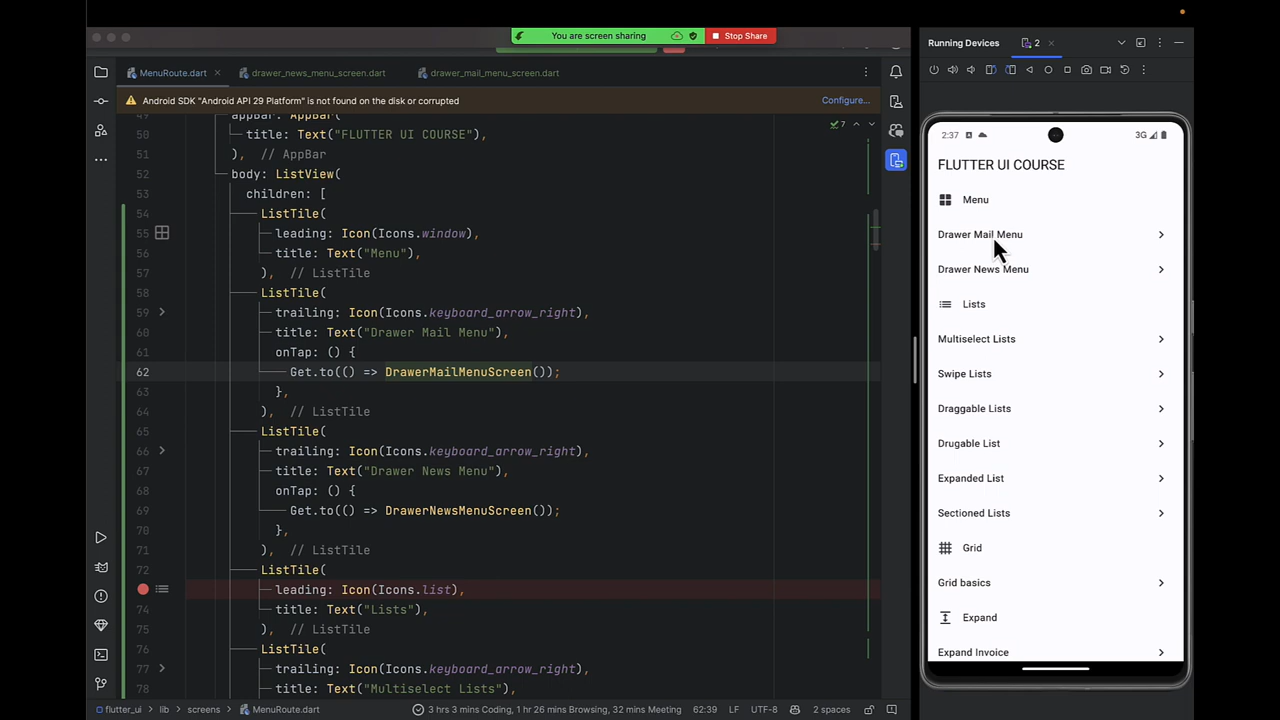 You are screen sharing
Stop Share
MenuRoute.dart
drawer_news_menu_screen.dart
drawer_mail_menu_screen.dart
Android SDK "Android API 29 Platform" is not found on the disk or corrupted
Configure...
7
50 title: Text("FLUTTER UI COURSE"),
51 ), // AppBar
52 body: ListView(
53 children: [
54 ListTile(
55 leading: Icon(Icons.window),
56 title: Text("Menu"),
57 ), // ListTile
58 ListTile(
59 trailing: Icon(Icons.keyboard_arrow_right),
60 title: Text("Drawer Mail Menu"),
61 onTap: () {
62 Get.to(() => DrawerMailMenuScreen());
63 },
64 ), // ListTile
65 ListTile(
66 trailing: Icon(Icons.keyboard_arrow_right),
67 title: Text("Drawer News Menu"),
68 onTap: () {
69 Get.to(() => DrawerNewsMenuScreen());
70 },
71 ), // ListTile
72 ListTile(
leading: Icon(Icons.list),
74 title: Text("Lists"),
75 ), // ListTile
76 ListTile(
77 trailing: Icon(Icons.keyboard_arrow_right),
78 title: Text("Multiselect Lists"),
flutter_ui > lib > screens > MenuRoute.dart
3 hrs 3 mins Coding, 1 hr 26 mins Browsing, 32 mins Meeting
62:39
LF
UTF-8
2 spaces
Running Devices
2
2:37
3G
FLUTTER UI COURSE
Menu
Drawer Mail Menu
Drawer News Menu
Lists
Multiselect Lists
Swipe Lists
Draggable Lists
Drugable List
Expanded List
Sectioned Lists
Grid
Grid basics
Expand
Expand Invoice